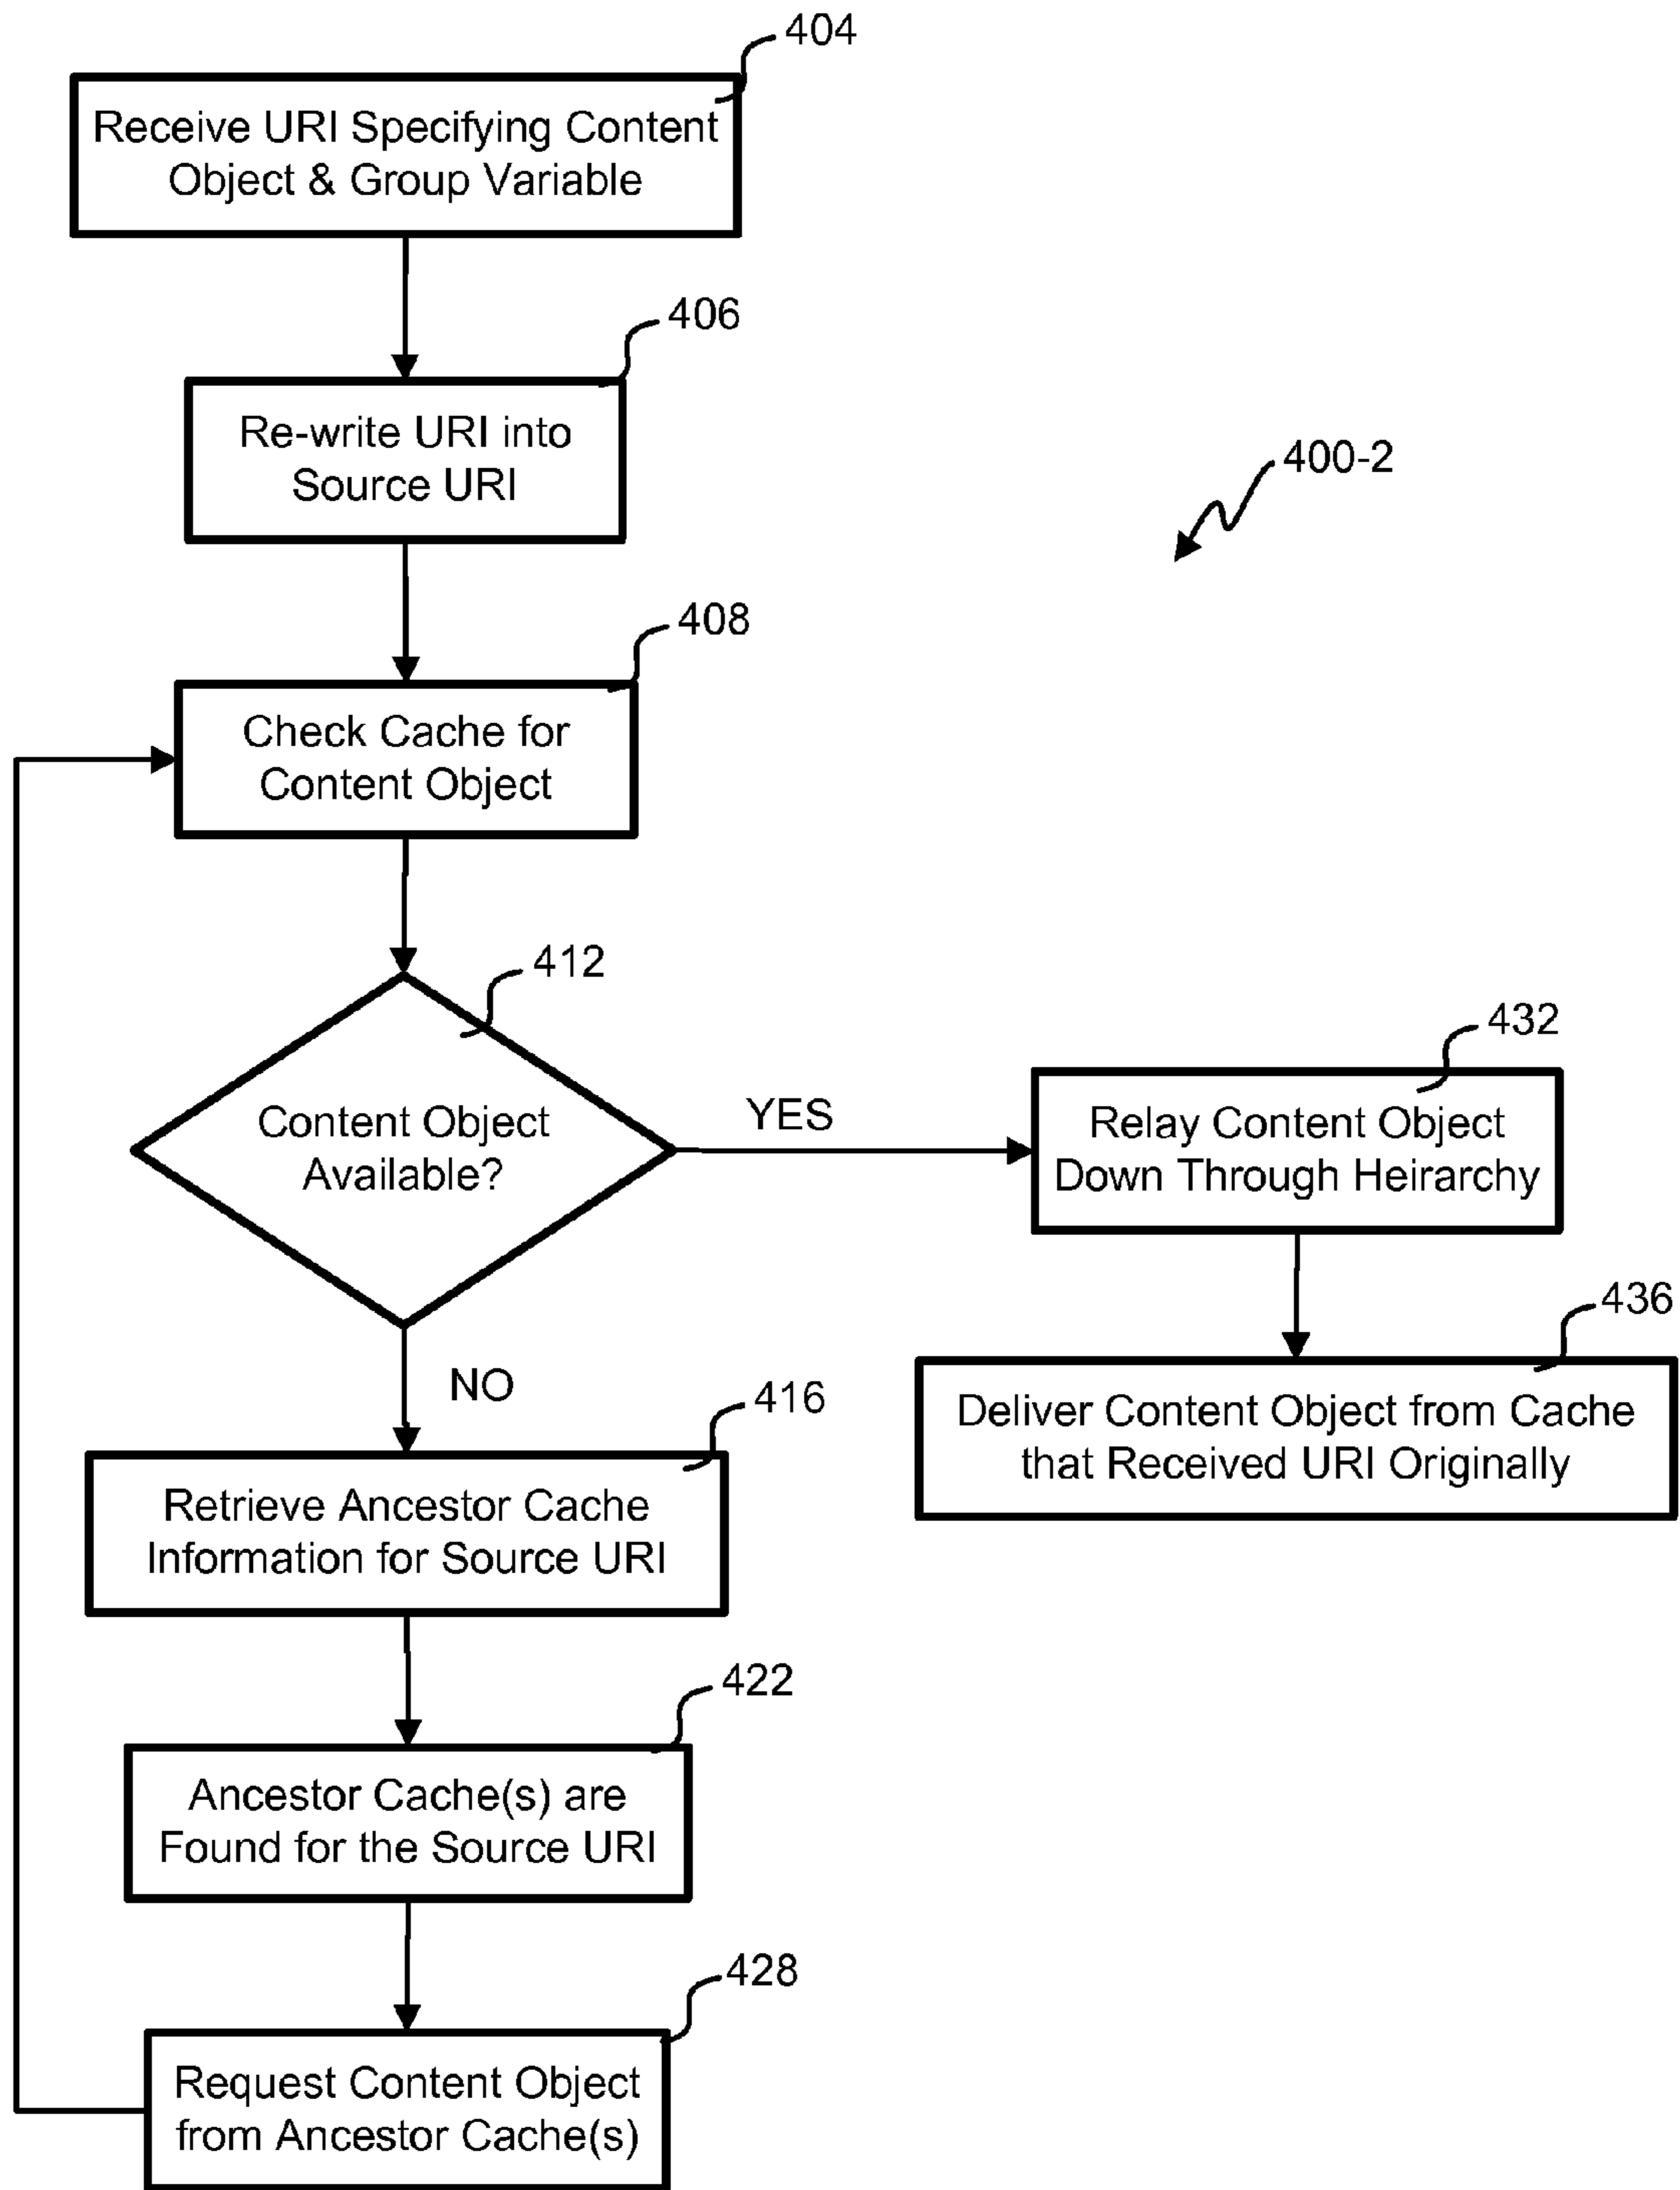 404
Receive URI Specifying Content
Object & Group Variable
406
Re-write URI into
Source URI
400-2
408
Check Cache for
Content Object
412
Content Object
Available?
YES
432
Relay Content Object
Down Through Heirarchy
436
Deliver Content Object from Cache
that Received URI Originally
NO
416
Retrieve Ancestor Cache
Information for Source URI
422
Ancestor Cache(s) are
Found for the Source URI
428
Request Content Object
from Ancestor Cache(s)